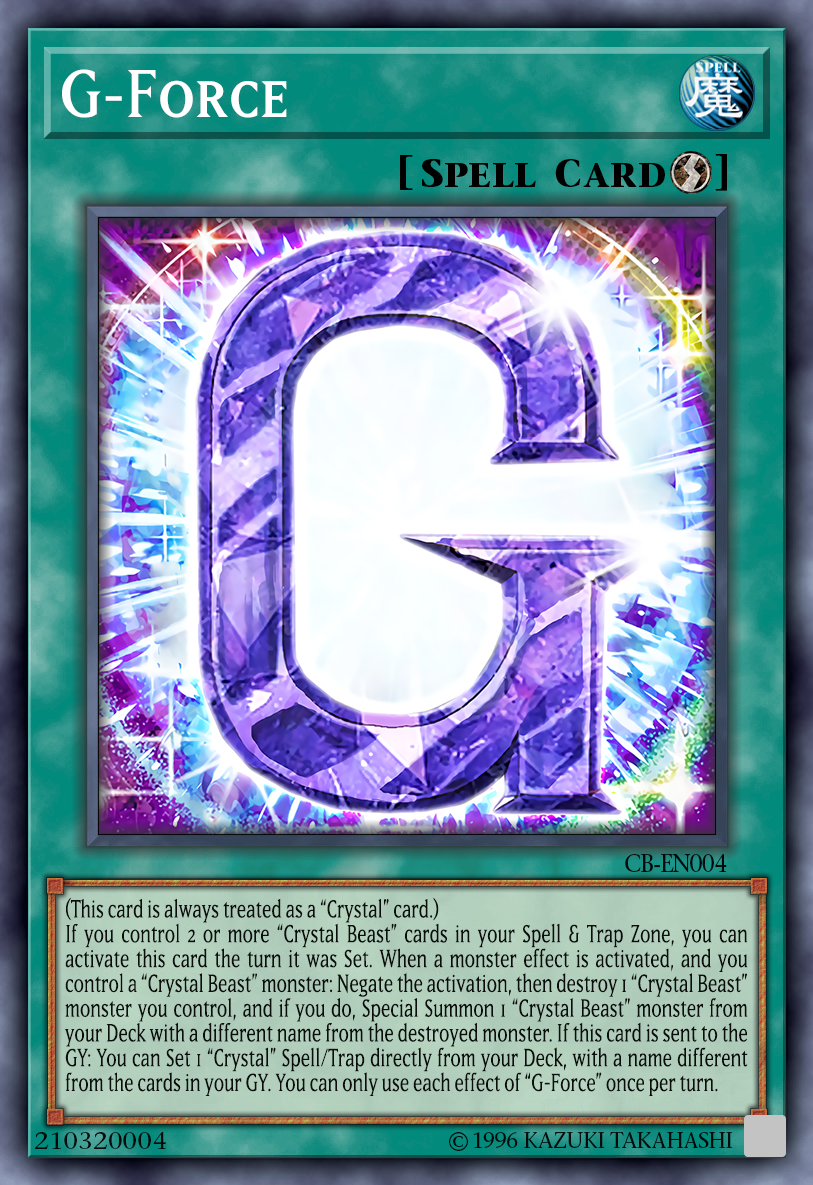 G-Force
SPELL
魔
[Spell Card]
G
CB-EN004
(This card is always treated as a “Crystal” card.)
If you control 2 or more “Crystal Beast” cards in your Spell & Trap Zone, you can
activate this card the turn it was Set. When a monster effect is activated, and you
control a “Crystal Beast” monster: Negate the activation, then destroy 1 “Crystal Beast”
monster you control, and if you do, Special Summon 1 “Crystal Beast” monster from
your Deck with a different name from the destroyed monster. If this card is sent to the
GY: You can Set 1 “Crystal” Spell/Trap directly from your Deck, with a name different
from the cards in your GY. You can only use each effect of “G-Force” once per turn.
210320004
© 1996 KAZUKI TAKAHASHI